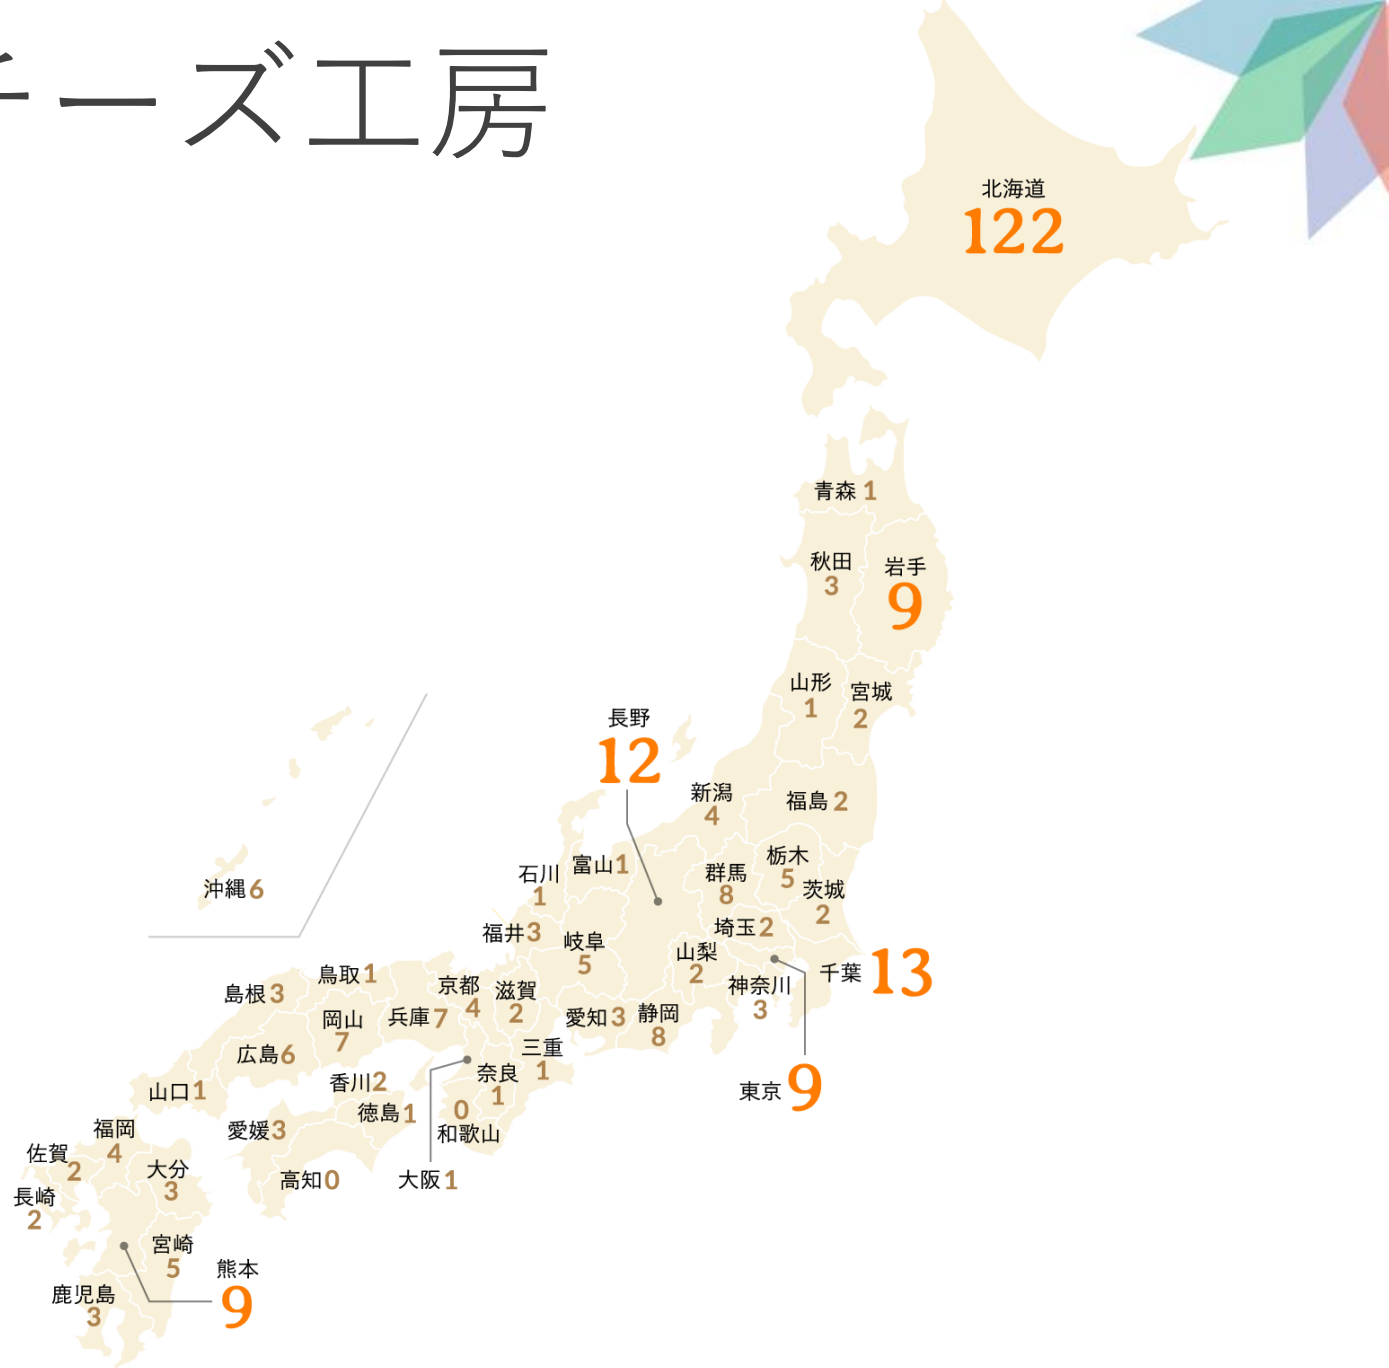 ーズ工房
北海道
122
青森 1
秋田
3
岩手
9
山形
1
宮城
2
長野
12
新潟
4
福島 2
栃木
5
群馬
8
茨城
2
富山 1
石川
1
沖縄 6
福井 3
岐阜
5
埼玉 2
山梨
2
千葉 13
神奈川
3
鳥取 1
島根 3
京都
4
滋賀
2
岡山
7
兵庫 7
愛知 3
静岡
8
広島 6
三重
1
奈良
1
東京 9
山口 1
香川 2
徳島 1
0
和歌山
愛媛 3
福岡
4
佐賀
2
大分
3
高知 0
大阪 1
長崎
2
宮崎
5
熊本
9
鹿児島
3